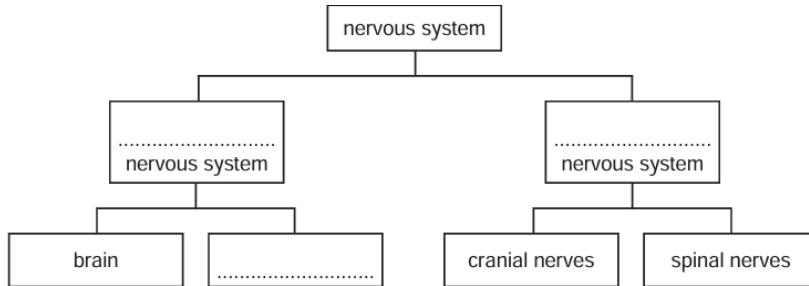 nervous system
............................
nervous system
............................
nervous system
brain
............................
cranial nerves
spinal nerves